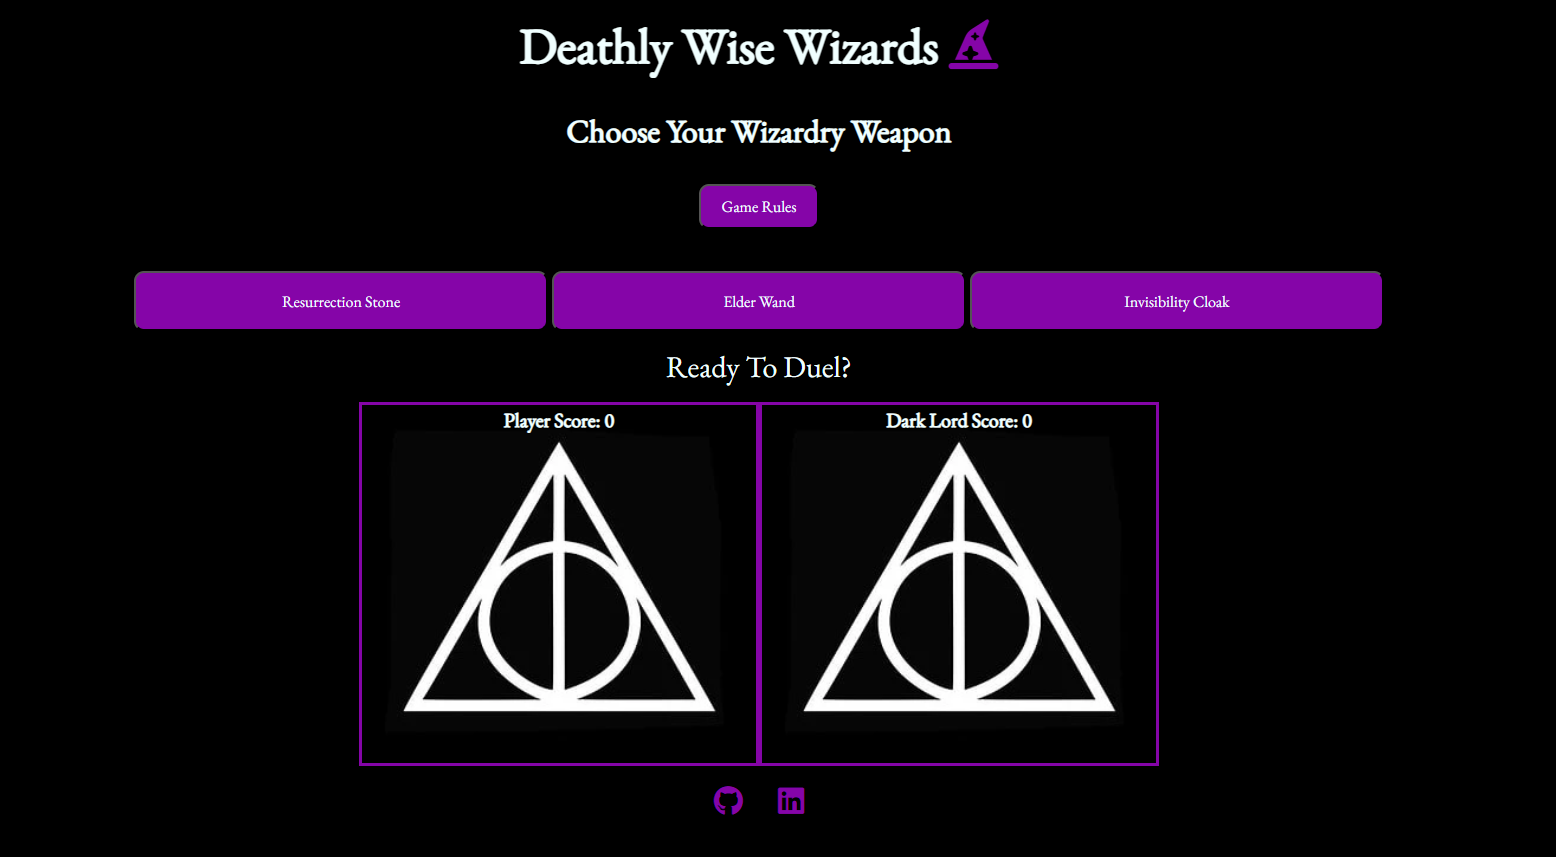 Deathly Wise Wizards
Choose Your Wizardry Weapon
Game Rules
Resurrection Stone Elder Wand Invisibility Cloak
Ready To Duel?
Player Score: 0 Dark Lord Score: 0
in